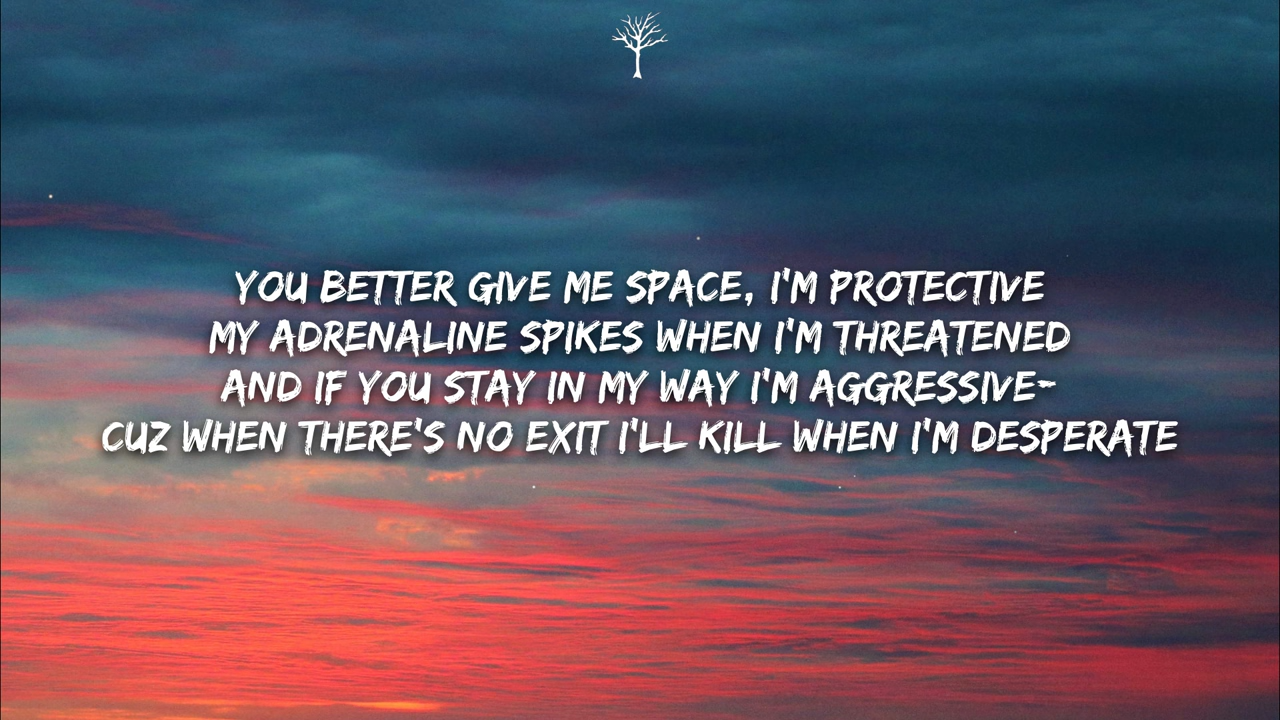 YOU BETTER GIVE ME SPACE, I'M PROTECTIVE
MY ADRENALINE SPIKES WHEN I'M THREATENED
AND IF YOU STAY IN MY WAY I'M AGGRESSIVE-
CUZ WHEN THERE'S NO EXIT I'LL KILL WHEN I'M DESPERATE